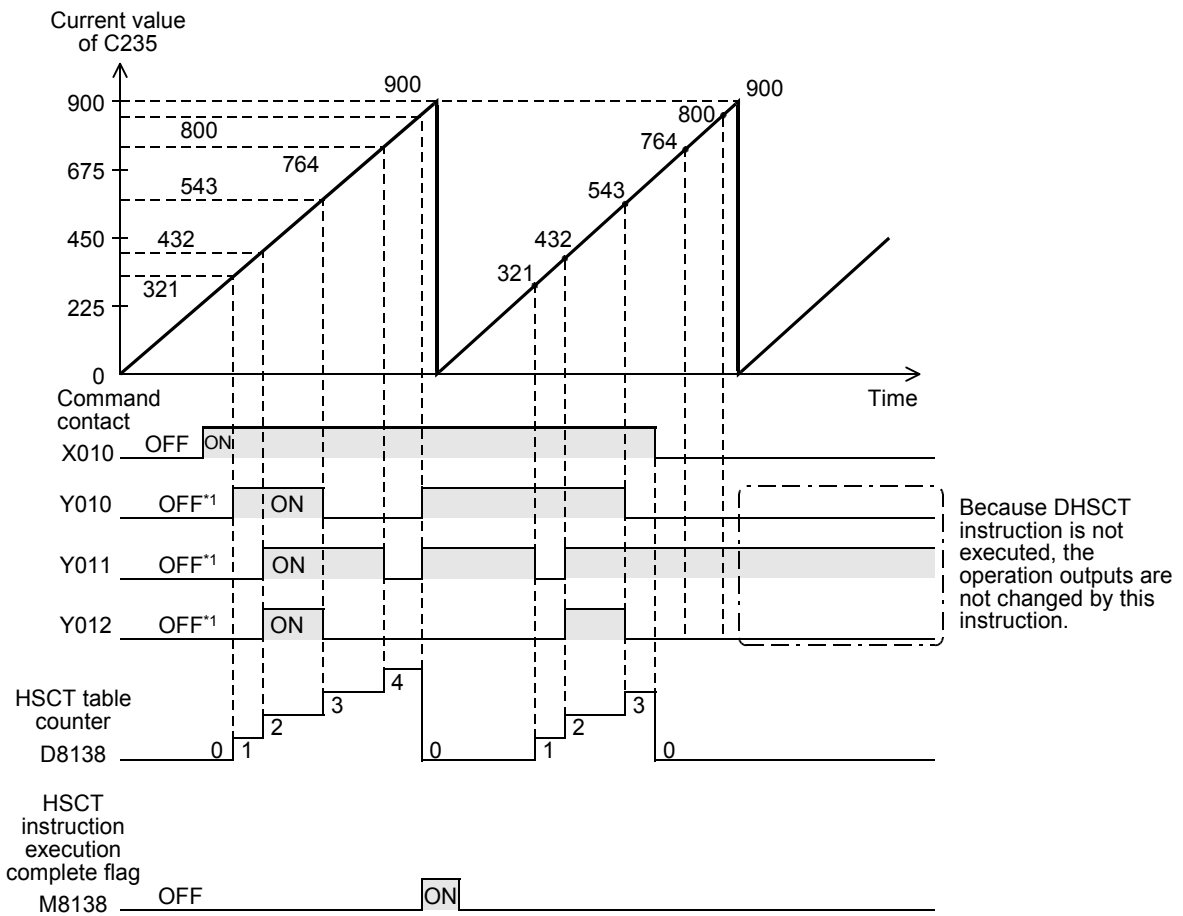 Current value
of C235
900
900
900
800
800
764
764
675
543
543
450
432
432
321
321
225
0
Time
Command
contact
X010
OFF
ON
Y010
OFF*1
ON
Y011
OFF*1
ON
Y012
OFF*1
ON
Because DHSCT
instruction is not
executed, the
operation outputs are
not changed by this
instruction.
HSCT table
counter
D8138
0
1
2
3
4
0
1
2
3
0
HSCT
instruction
execution
complete flag
M8138
OFF
ON